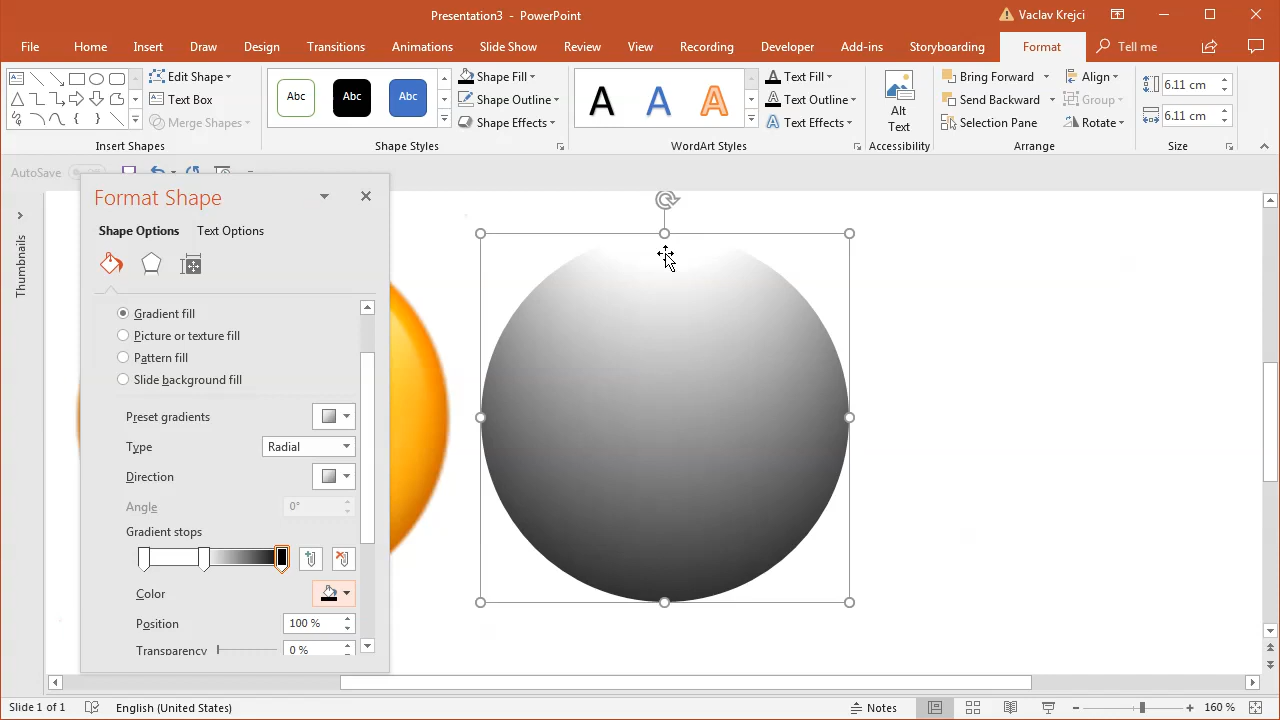 Presentation3 - PowerPoint
Vaclav Krejci
File Home Insert Draw Design Transitions Animations Slide Show Review View Recording Developer Add-ins Storyboarding Format Tell me
Edit Shape
Text
Merge Shapes
Insert Shapes
Abc Abc Abc
Shape Fill
Shape Outline
Shape Effects
Shape Styles
A A A
Text Fill
Text Outline
Text Effects
WordArt Styles
Alt
Text
Accessibility
Bring Forward
Send Backward
Selection Pane
Align
Group
Rotate
Arrange
6.11 cm
6.11 cm
Size
AutoSave
Thumbnails
Format Shape
Shape Options Text Options
Gradient fill
Picture or texture fill
Pattern fill
Slide background fill
Preset gradients
Type Radial
Direction
Angle 0°
Gradient stops
Color
Position 100 %
Transparency 0 %
Slide 1 of 1 English (United States) Notes 160 %